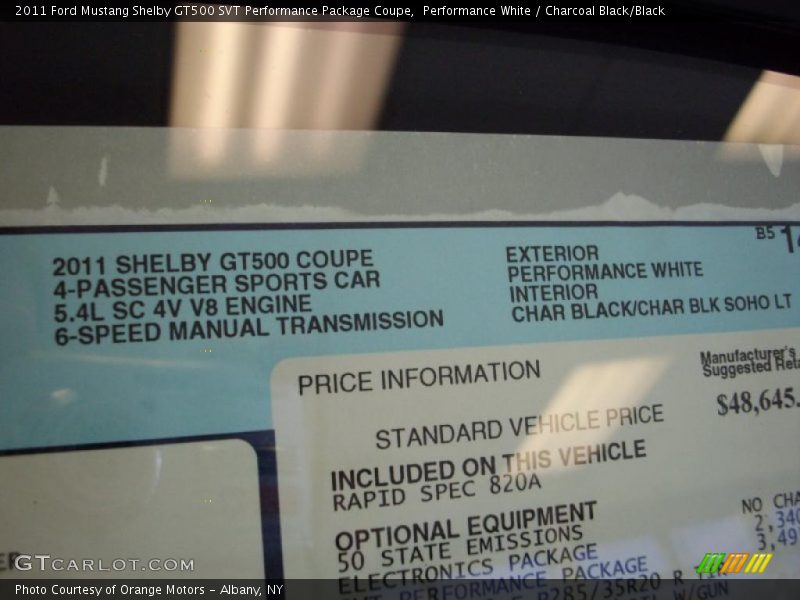 2011 Ford Mustang Shelby GT500 SVT Performance Package Coupe,  Performance White / Charcoal Black/Black
B5
2011 SHELBY GT500 COUPE
4-PASSENGER SPORTS CAR
5.4L SC 4V V8 ENGINE
6-SPEED MANUAL TRANSMISSION
EXTERIOR
PERFORMANCE WHITE
INTERIOR
CHAR BLACK/CHAR BLK SOHO LT
PRICE INFORMATION
Manufacturer's
Suggested Reta
STANDARD VEHICLE PRICE
$48,645.
INCLUDED ON THIS VEHICLE
RAPID SPEC 820A
OPTIONAL EQUIPMENT
50 STATE EMISSIONS
NO CHA
ELECTRONICS PACKAGE
2,340
PERFORMANCE PACKAGE
3,49
P285/35R20 R TIR
W/GUN
GTCARLOT.COM
Photo Courtesy of Orange Motors - Albany, NY